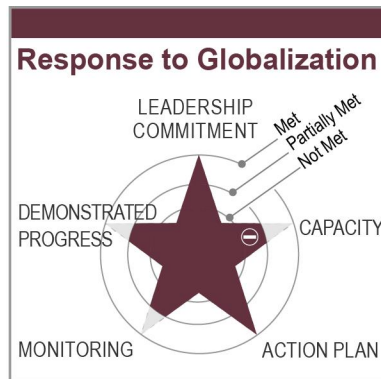 Response to Globalization
LEADERSHIP
COMMITMENT
Met
Partially Met
Not Met
DEMONSTRATED
PROGRESS
CAPACITY
MONITORING
ACTION PLAN